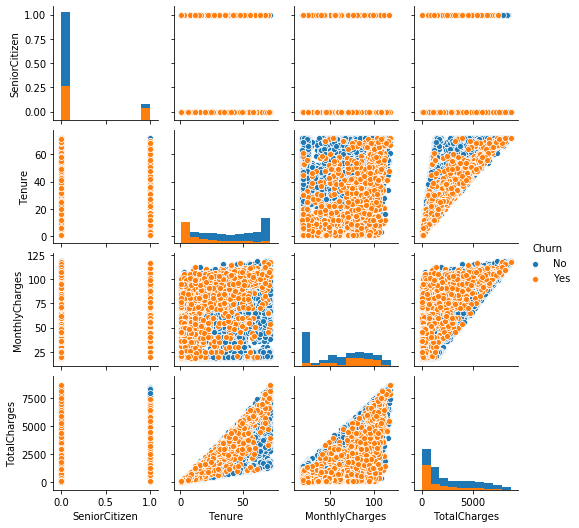 1.00
0.75
0.50
0.25
0.00
SeniorCitizen
60
40
20
0
Tenure
125
100
75
50
25
MonthlyCharges
7500
5000
2500
0
TotalCharges
0.0 0.5 1.0
SeniorCitizen
0 50
Tenure
50 100
MonthlyCharges
0 5000
TotalCharges
Churn
No
Yes